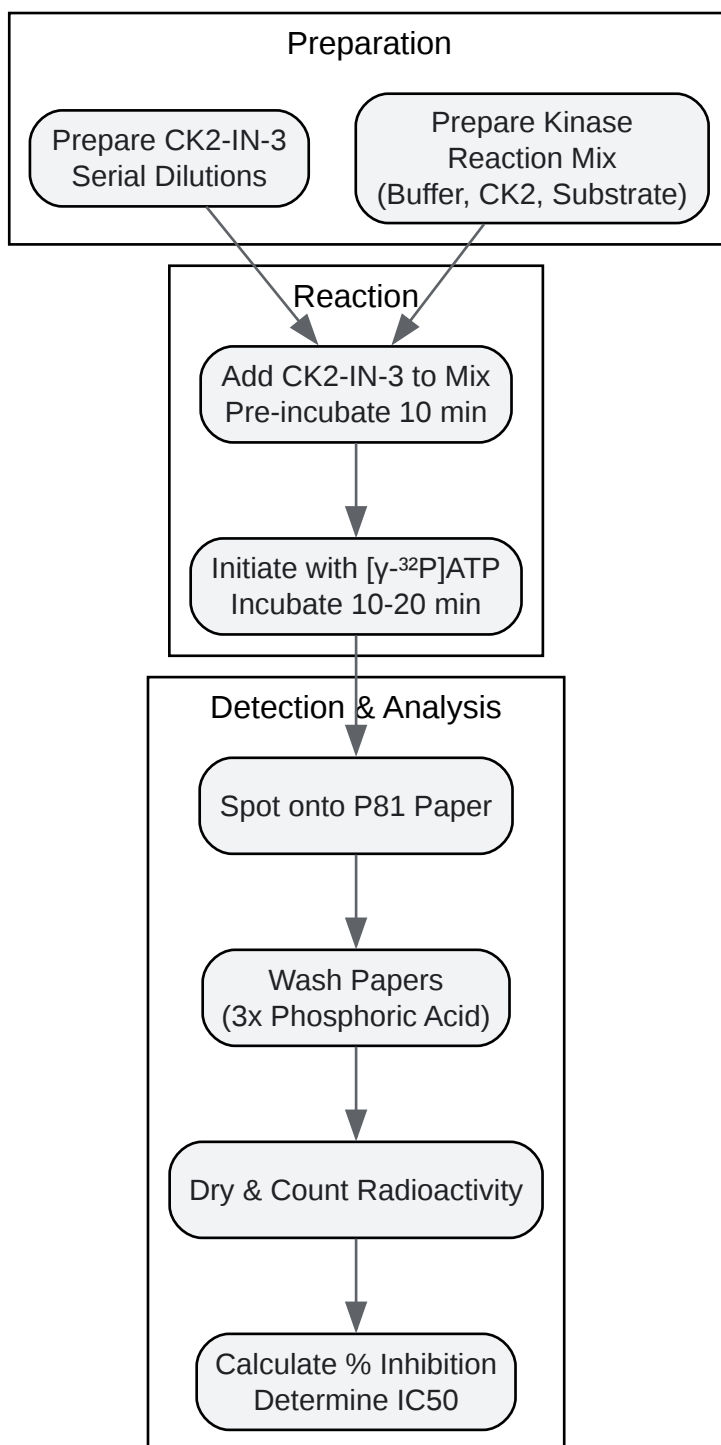 Preparation
Prepare CK2-IN-3
Serial Dilutions
Prepare Kinase
Reaction Mix
(Buffer, CK2, Substrate)
Reaction
Add CK2-IN-3 to Mix
Pre-incubate 10 min
Initiate with [γ-³²P]ATP
Incubate 10-20 min
Detection & Analysis
Spot onto P81 Paper
Wash Papers
(3x Phosphoric Acid)
Dry & Count Radioactivity
Calculate % Inhibition
Determine IC50